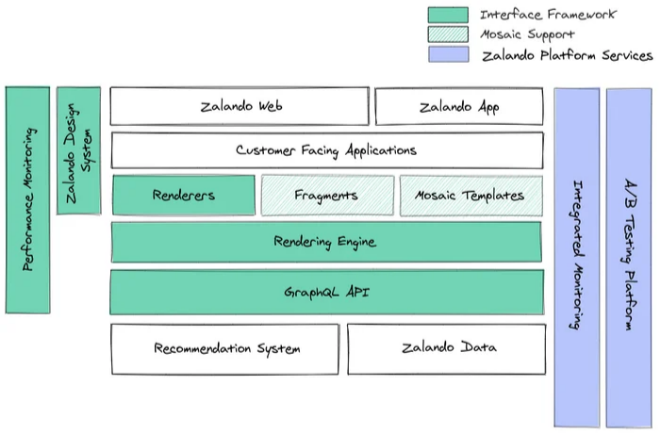 Interface Framework
Mosaic Support
Zalando Platform Services
Performance Monitoring
Zalando Design
System
Zalando Web
Zalando App
Customer Facing Applications
Renderers
Fragments
Mosaic Templates
Rendering Engine
GraphQL API
Recommendation System
Zalando Data
Integrated Monitoring
A/B Testing Platform